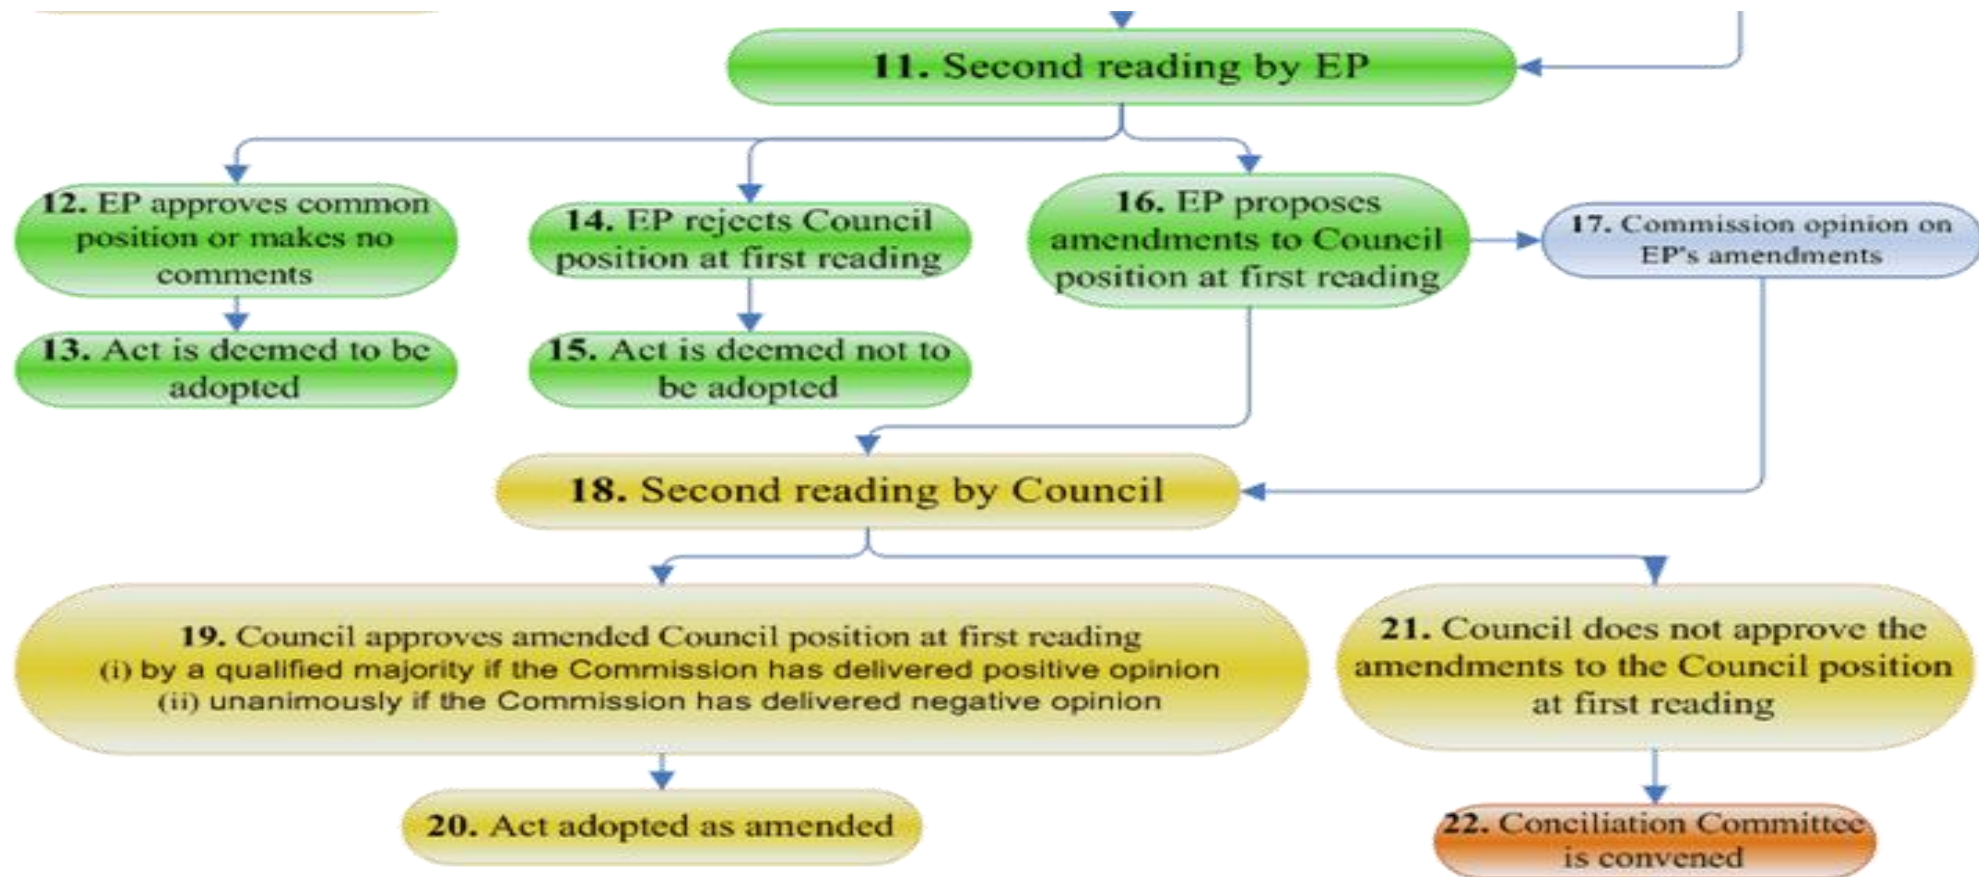 11. Second reading by EP
12. EP approves common
position or makes no
comments
14. EP rejects Council
position at first reading
16. EP proposes
amendments to Council
position at first reading
17. Commission opinion on
EP's amendments
13. Act is deemed to be
adopted
15. Act is deemed not to
be adopted
18. Second reading by Council
19. Council approves amended Council position at first reading
(i) by a qualified majority if the Commission has delivered positive opinion
(ii) unanimously if the Commission has delivered negative opinion
21. Council does not approve the
amendments to the Council position
at first reading
20. Act adopted as amended
22. Conciliation Committee
is convened